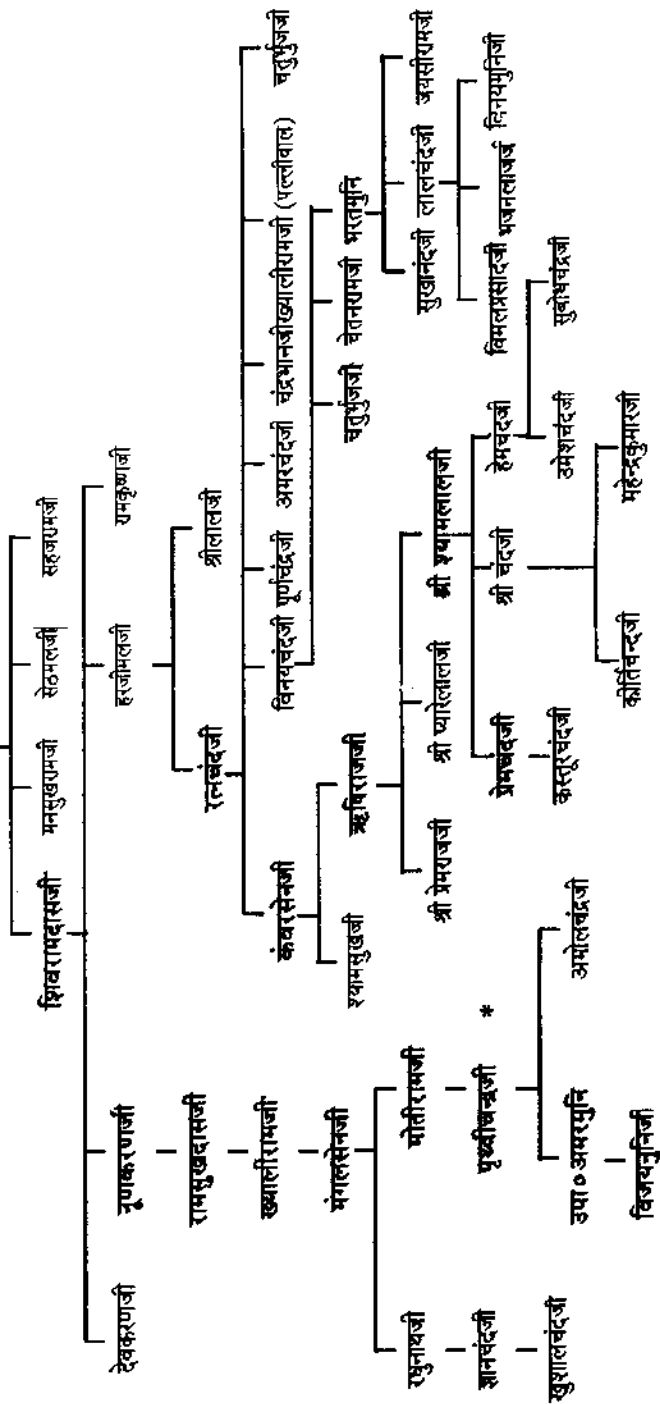 शिवरामदासजी मनसुखरामजी सेठमलजी सहजरामजी
देवकरणजी नूणकरणजी हरजीमलजी रामकृष्णजी
रामसुखदासजी रत्नचंदजी श्रीलालजी
ख्यालीरामजी कंवरसेनजी विनयचंदजी पूर्णचंद्रजी अमरचंदजी चंद्रभानजी ख्यालीरामजी (पल्लीवाल) चतुर्भुजजी
मंगलसेनजी श्यामसुखजी ऋषिराजजी चतुर्भुजजी चेतनरामजी भरतमुनि
रघुनाथजी मोतीरामजी श्री प्रेमराजजी श्री प्यारेलालजी श्री श्यामलालजी सुखानंदजी लालचंदजी जयसीरामजी
ज्ञानचंदजी पृथ्वीचन्द्रजी * प्रेमचंदजी श्री चंदजी हेमचंदजी विमलप्रसादजी विनयमुनिजी
खुशालचंदजी उपा० अमरमुनि अमोलचंद्रजी कस्तूरचंदजी उमेशचंदजी सुबोधचंद्रजी
विजयमुनिजी कीर्तिचन्दजी महेन्द्रकुमारजी